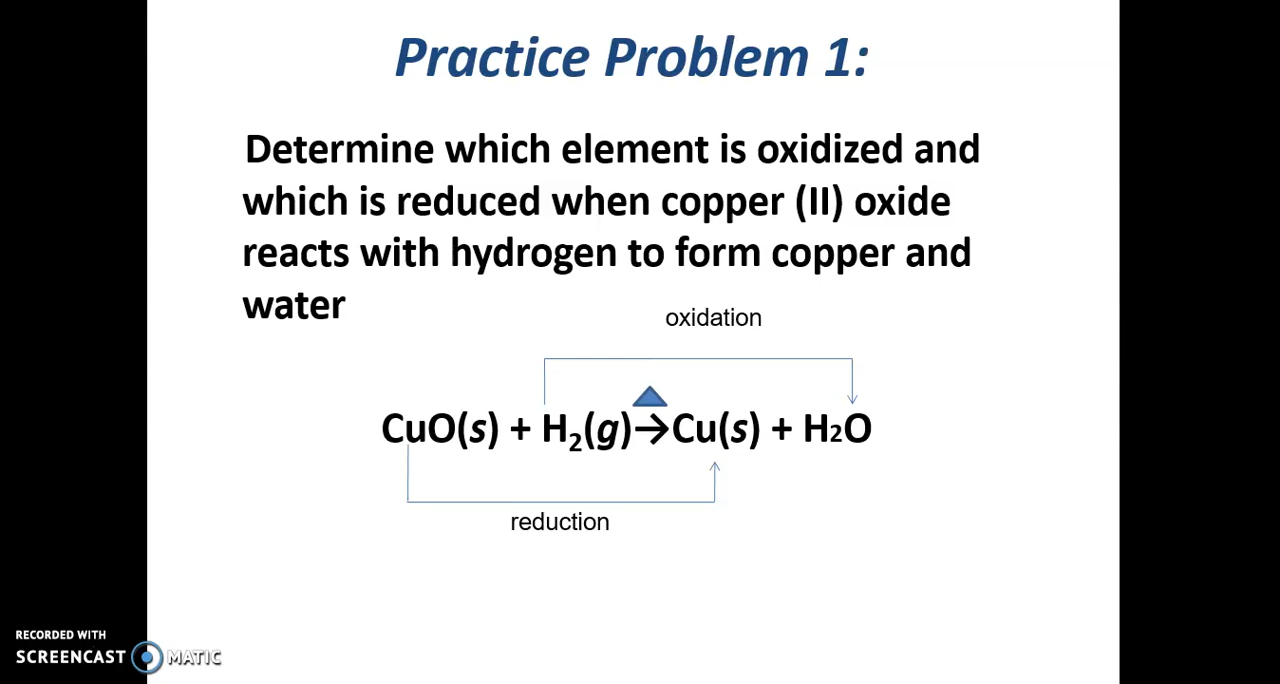 Practice Problem 1:
Determine which element is oxidized and
which is reduced when copper (II) oxide
reacts with hydrogen to form copper and
water
oxidation
CuO(s) + H₂(g)→Cu(s) + H2O
reduction
RECORDED WITH
SCREENCAST MATIC